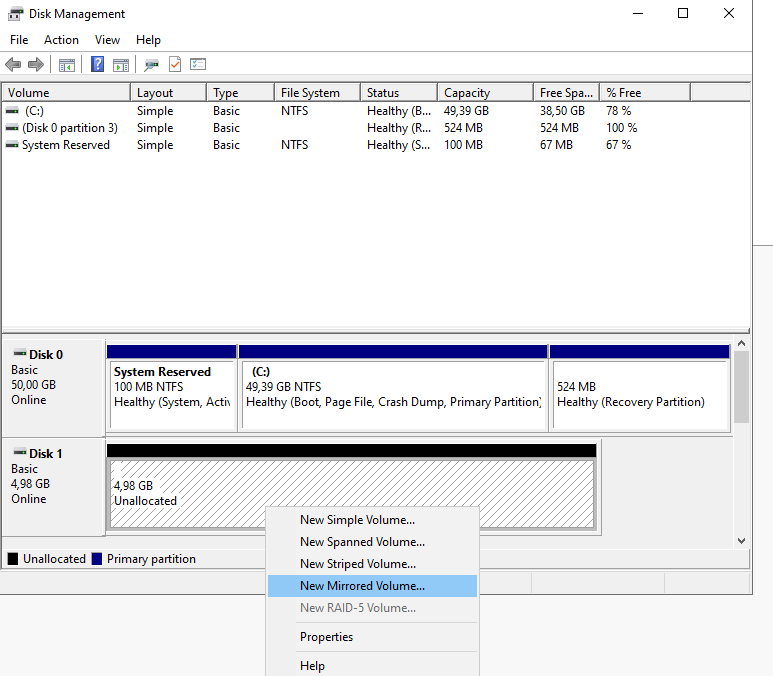 Disk Management
File Action View Help
Volume Layout Type File System Status Capacity Free Spa... % Free
(C:) Simple Basic NTFS Healthy (B... 49,39 GB 38,50 GB 78 %
(Disk 0 partition 3) Simple Basic Healthy (R... 524 MB 524 MB 100 %
System Reserved Simple Basic NTFS Healthy (S... 100 MB 67 MB 67 %
Disk 0
Basic
50,00 GB
Online
System Reserved
100 MB NTFS
Healthy (System, Activ
(C:)
49,39 GB NTFS
Healthy (Boot, Page File, Crash Dump, Primary Partition)
524 MB
Healthy (Recovery Partition)
Disk 1
Basic
4,98 GB
Online
4,98 GB
Unallocated
New Simple Volume...
New Spanned Volume...
New Striped Volume...
New Mirrored Volume...
New RAID-5 Volume...
Properties
Help
Unallocated Primary partition